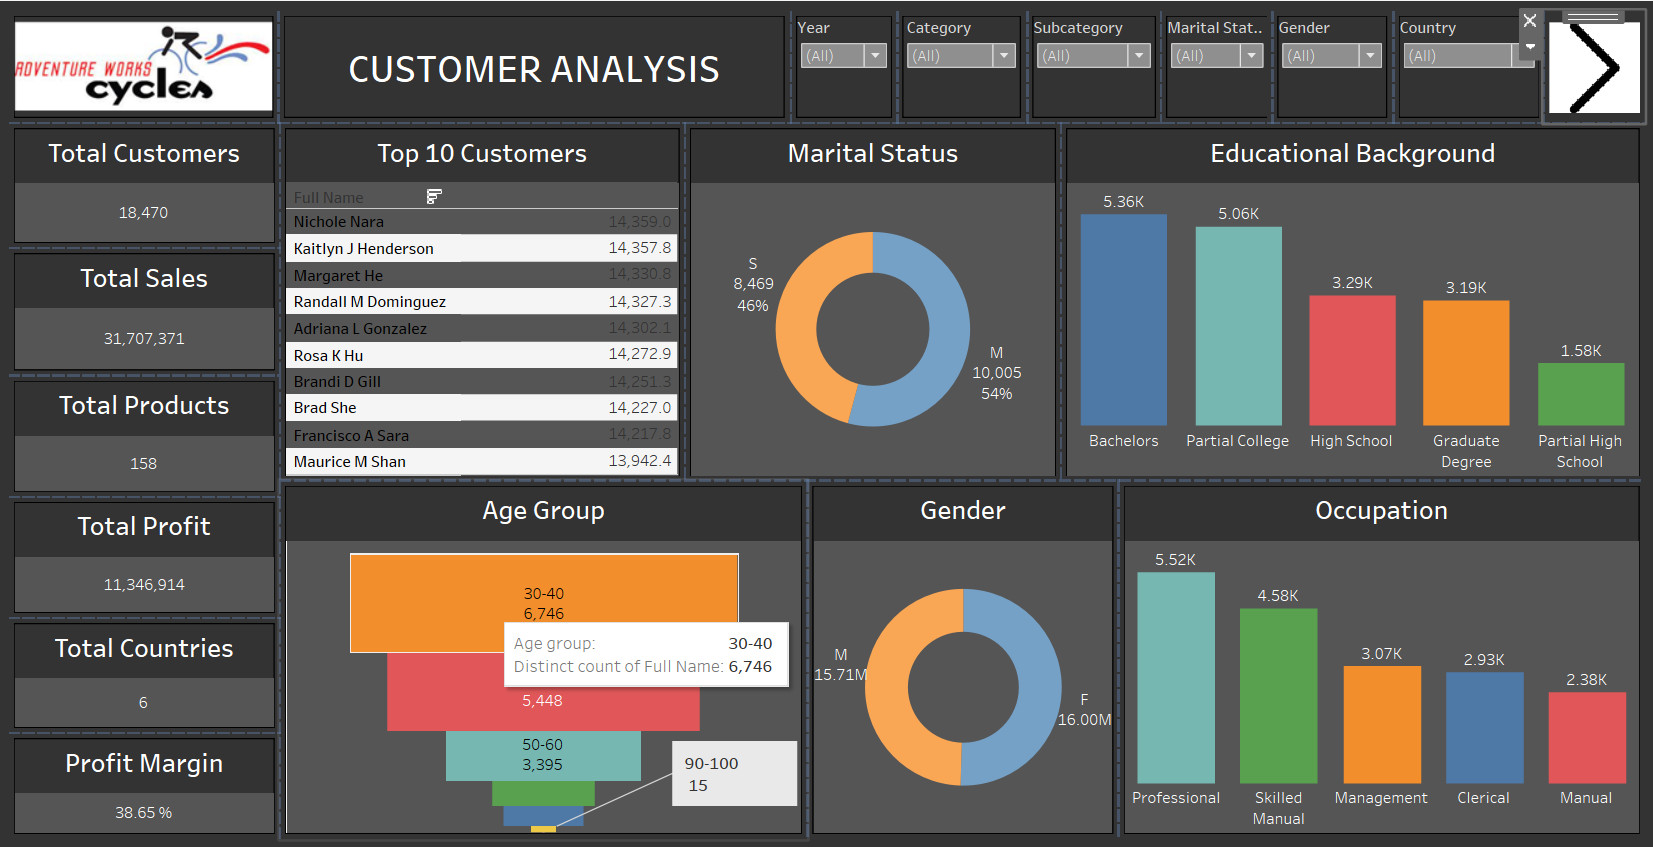 ADVENTURE WORKS
cycles
CUSTOMER ANALYSIS
Year
(All)
Category
(All)
Subcategory
(All)
Marital Stat..
(All)
Gender
(All)
Country
(All)
Total Customers
18,470
Total Sales
31,707,371
Total Products
158
Total Profit
11,346,914
Total Countries
6
Profit Margin
38.65 %
Top 10 Customers
Full Name
Nichole Nara 14,359.0
Kaitlyn J Henderson 14,357.8
Margaret He 14,330.8
Randall M Dominguez 14,327.3
Adriana L Gonzalez 14,302.1
Rosa K Hu 14,272.9
Brandi D Gill 14,251.3
Brad She 14,227.0
Francisco A Sara 14,217.8
Maurice M Shan 13,942.4
Marital Status
S
8,469
46%
M
10,005
54%
Educational Background
5.36K
5.06K
3.29K
3.19K
1.58K
Bachelors
Partial College
High School
Graduate
Degree
Partial High
School
Age Group
30-40
6,746
Age group: 30-40
Distinct count of Full Name: 6,746
5,448
50-60
3,395
90-100
15
Gender
M
15.71M
F
16.00M
Occupation
5.52K
4.58K
3.07K
2.93K
2.38K
Professional
Skilled
Manual
Management
Clerical
Manual